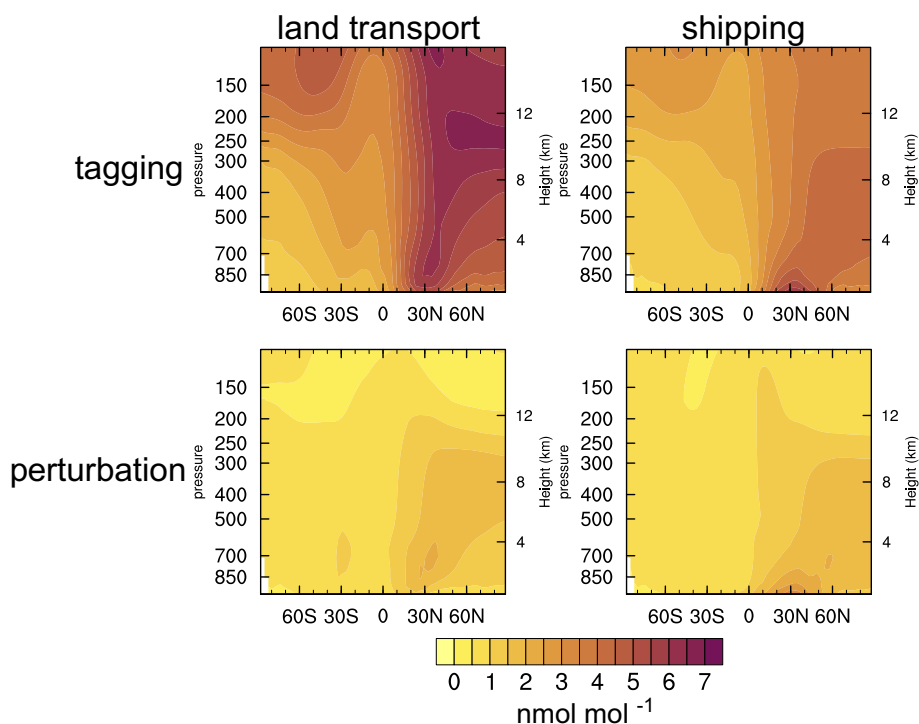 land transport
shipping
tagging
pressure
150
200
250
300
400
500
700
850
60S 30S 0 30N 60N
12
8
4
Height (km)
pressure
150
200
250
300
400
500
700
850
60S 30S 0 30N 60N
12
8
4
Height (km)
perturbation
pressure
150
200
250
300
400
500
700
850
60S 30S 0 30N 60N
12
8
4
Height (km)
pressure
150
200
250
300
400
500
700
850
60S 30S 0 30N 60N
12
8
4
Height (km)
0 1 2 3 4 5 6 7
nmol mol -1